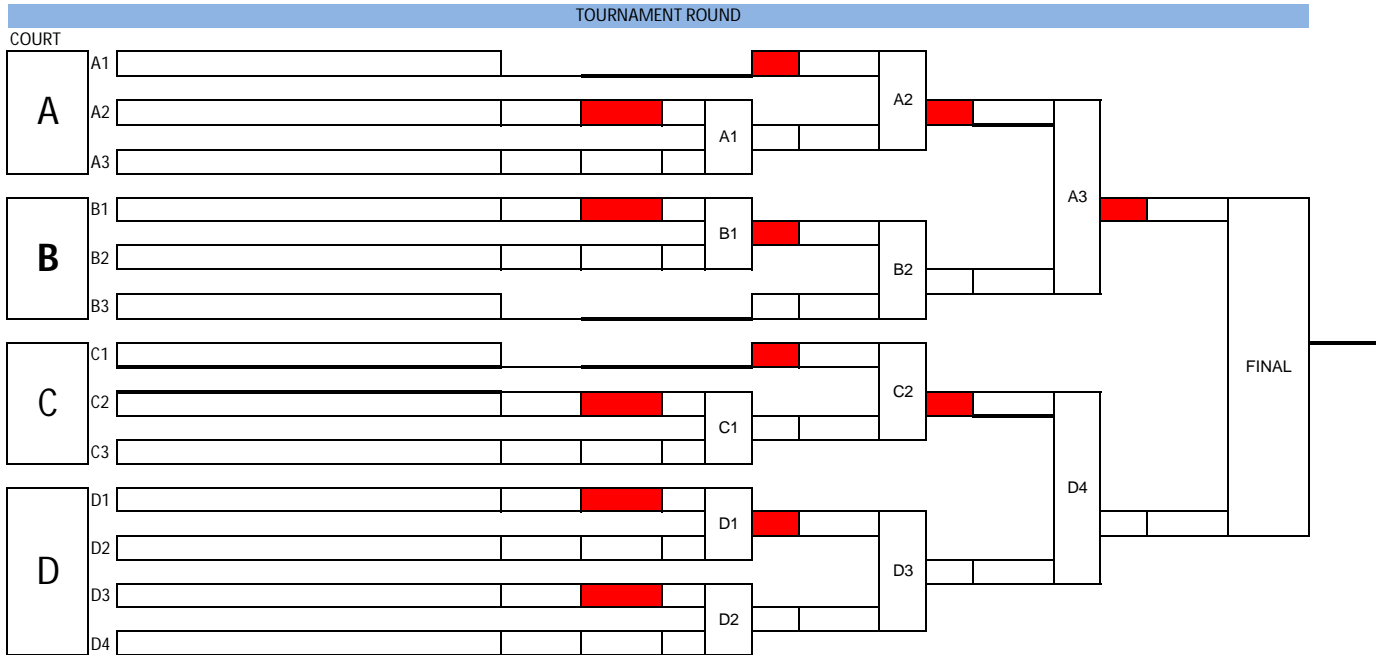 TOURNAMENT ROUND
COURT
A
A1
A2
A3
A1
A2
B
B1
B2
B3
B1
B2
A3
C
C1
C2
C3
C1
C2
D
D1
D2
D3
D4
D1
D2
D3
D4
FINAL